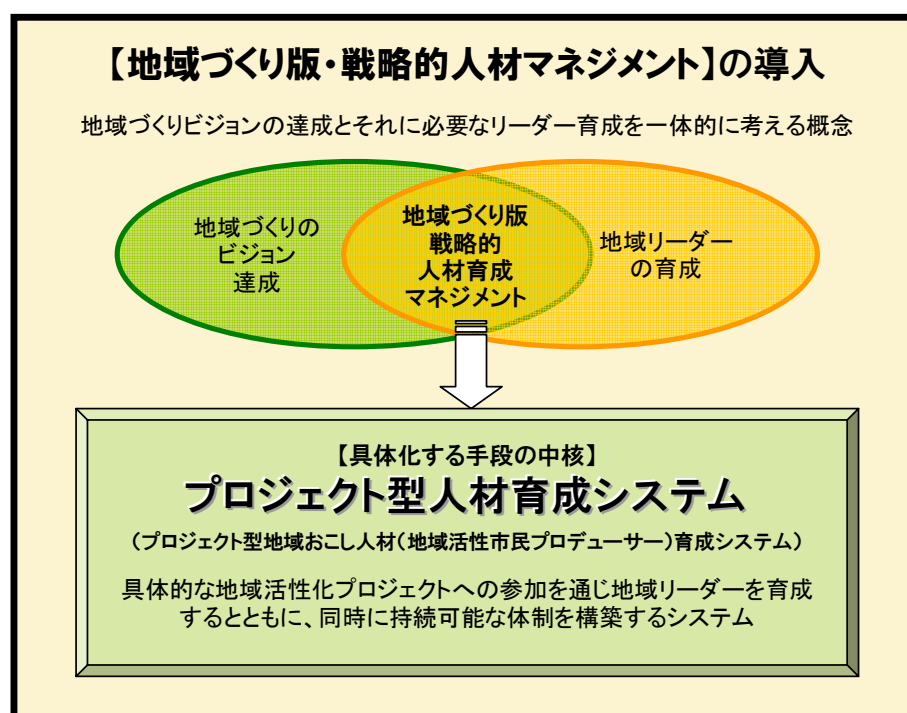 【地域づくり版・戦略的人材マネジメント】の導入
地域づくりビジョンの達成とそれに必要なリーダー育成を一体的に考える概念
地域づくりの
ビジョン
達成
地域づくり版
戦略的
人材育成
マネジメント
地域リーダー
の育成
【具体化する手段の中核】
プロジェクト型人材育成システム
(プロジェクト型地域おこし人材(地域活性市民プロデューサー)育成システム)
具体的な地域活性化プロジェクトへの参加を通じ地域リーダーを育成
するとともに、同時に持続可能な体制を構築するシステム